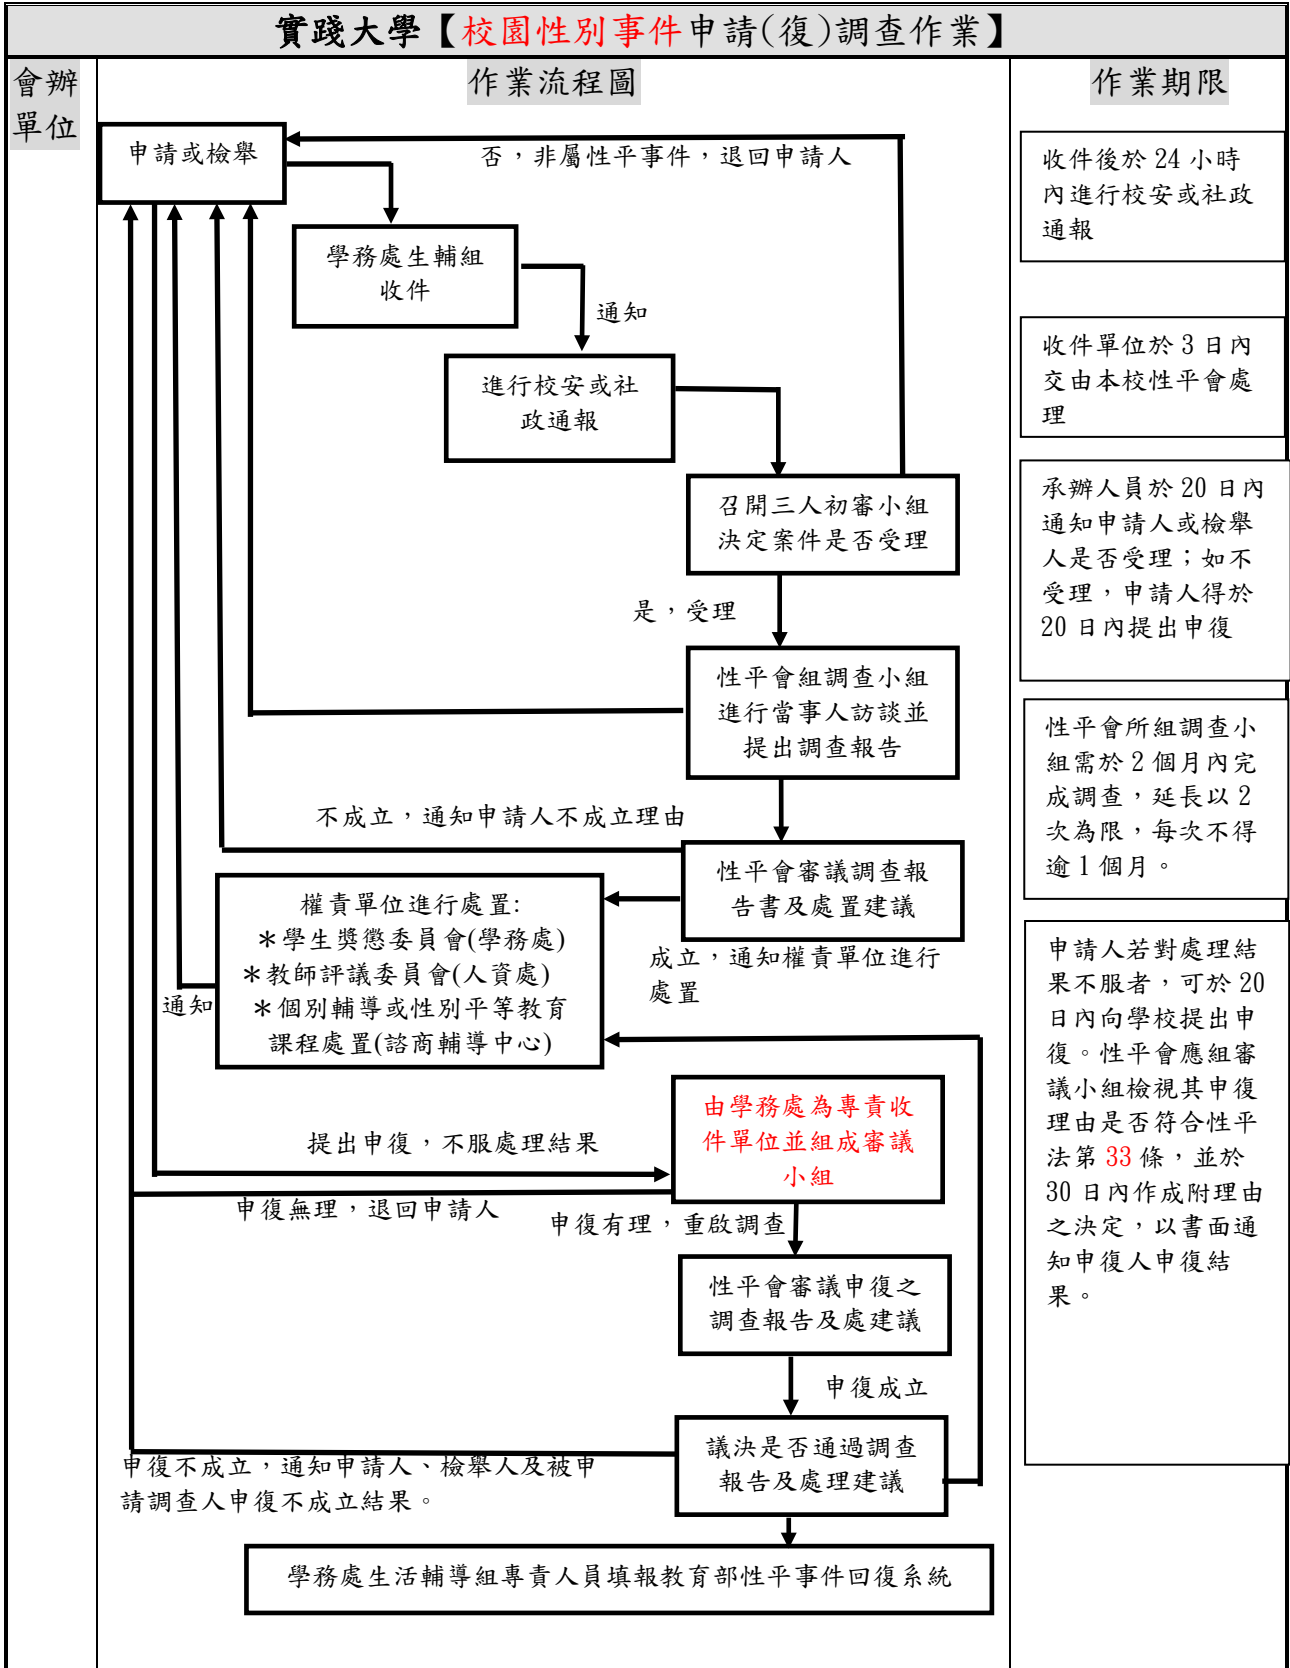 實踐大學【校園性別事件申請(復)調查作業】
會辦
單位
作業流程圖
作業期限
申請或檢舉
否，非屬性平事件，退回申請人
學務處生輔組
收件
通知
進行校安或社
政通報
召開三人初審小組
決定案件是否受理
是，受理
性平會組調查小組
進行當事人訪談並
提出調查報告
不成立，通知申請人不成立理由
性平會審議調查報
告書及處置建議
權責單位進行處置:
＊學生獎懲委員會(學務處)
＊教師評議委員會(人資處)
＊個別輔導或性別平等教育
課程處置(諮商輔導中心)
成立，通知權責單位進行
處置
通知
由學務處為專責收
件單位並組成審議
小組
提出申復，不服處理結果
申復無理，退回申請人
申復有理，重啟調查
性平會審議申復之
調查報告及處建議
申復成立
議決是否通過調查
報告及處理建議
申復不成立，通知申請人、檢舉人及被申
請調查人申復不成立結果。
學務處生活輔導組專責人員填報教育部性平事件回復系統
收件後於 24 小時
內進行校安或社政
通報
收件單位於 3 日內
交由本校性平會處
理
承辦人員於 20 日內
通知申請人或檢舉
人是否受理；如不
受理，申請人得於
20 日內提出申復
性平會所組調查小
組需於 2 個月內完
成調查，延長以 2
次為限，每次不得
逾 1 個月。
申請人若對處理結
果不服者，可於 20
日內向學校提出申
復。性平會應組審
議小組檢視其申復
理由是否符合性平
法第 33 條，並於
30 日內作成附理由
之決定，以書面通
知申復人申復結
果。